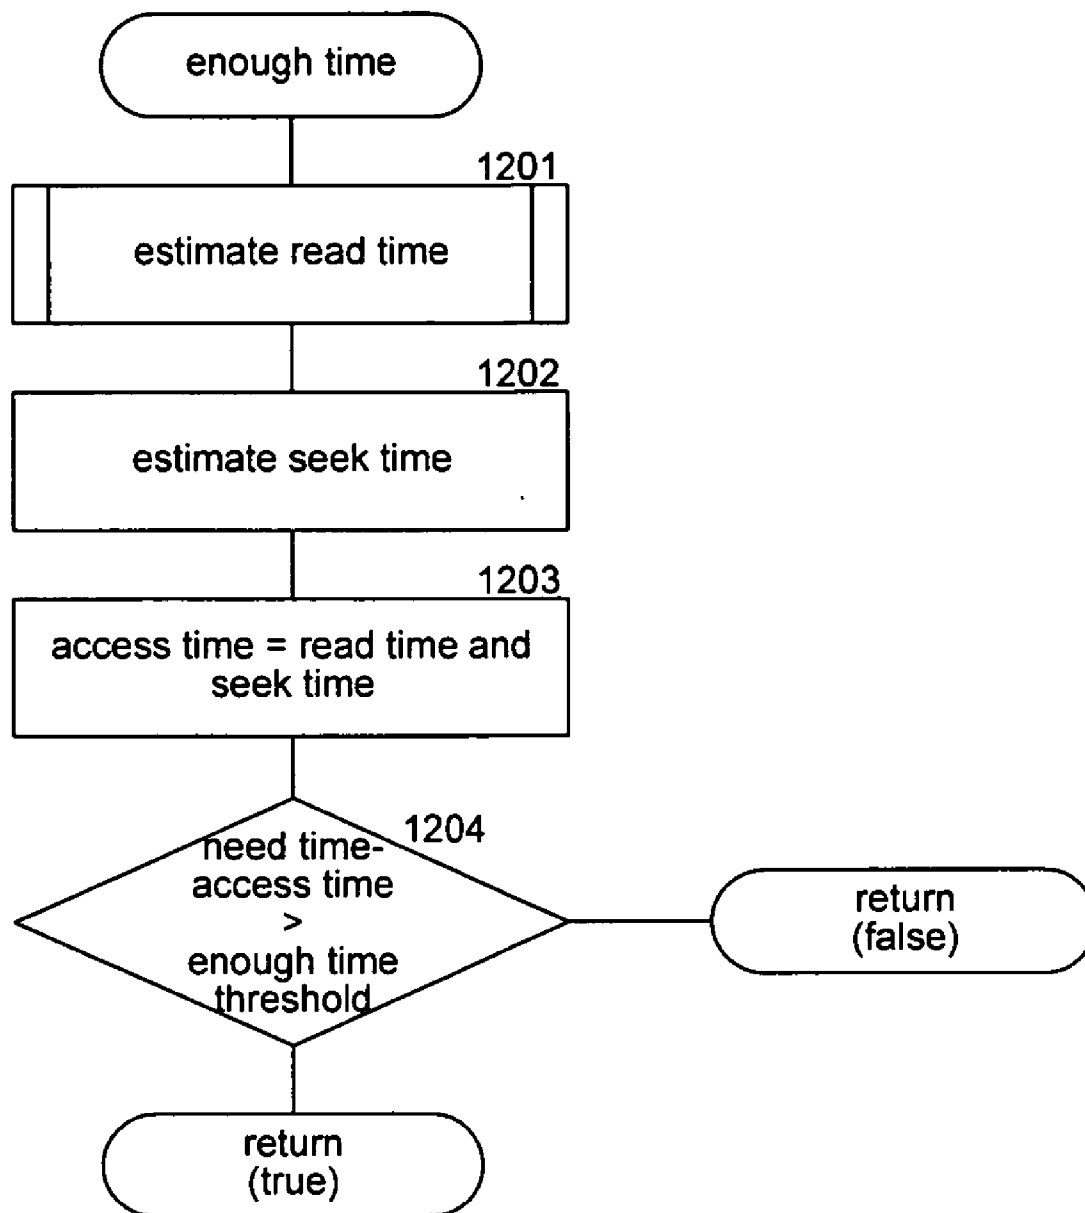 enough time
1201
estimate read time
1202
estimate seek time
1203
access time = read time and
seek time
1204
need time-
access time
>
enough time
threshold
return
(false)
return
(true)